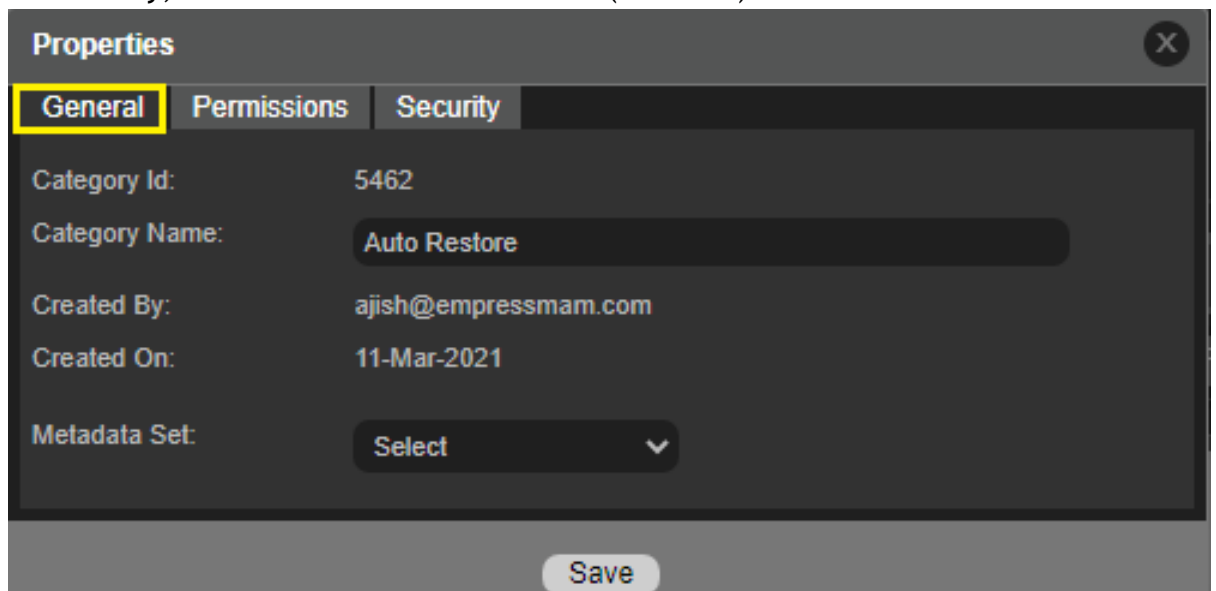 Properties
General Permissions Security
Category Id: 5462
Category Name: Auto Restore
Created By: ajish@empressmam.com
Created On: 11-Mar-2021
Metadata Set: Select
Save